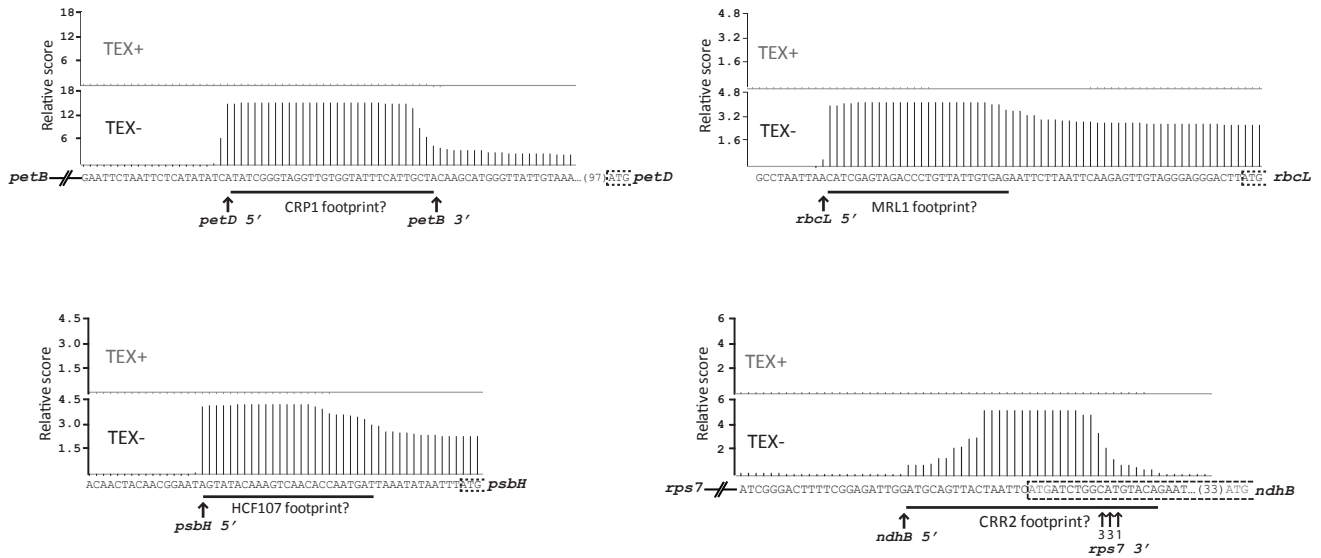 18
12
6
TEX+
Relative score
18
12
6
TEX-
petB GAATTCTAATTCTCATATATCATATCGGGTAGGTTGTGGTATTTCATTGCTACAAGCATGGGTTATTGTAAA…(97)ATG petD
CRP1 footprint?
petD 5′ petB 3′
4.8
3.2
1.6
TEX+
Relative score
4.8
3.2
1.6
TEX-
GCCTAATTAACATCGAGTAGACCCTGTTATTGTGAGAATTCTTAATTCAAGAGTTGTAGGGAGGGACTTATG rbcL
MRL1 footprint?
rbcL 5′
4.5
3.0
1.5
TEX+
Relative score
4.5
3.0
1.5
TEX-
ACAACTACAACGGAATAGTATACAAAGTCAACACCAATGATTAAATATAATTTATG psbH
HCF107 footprint?
psbH 5′
6
4
2
TEX+
Relative score
6
4
2
TEX-
rps7 ATCGGGACTTTTCGGAGATTGGATGCAGTTACTAATTCATGATCTGGCATGTACAGAAT…(33) ATG ndhB
CRR2 footprint?
ndhB 5′ 331
rps7 3′